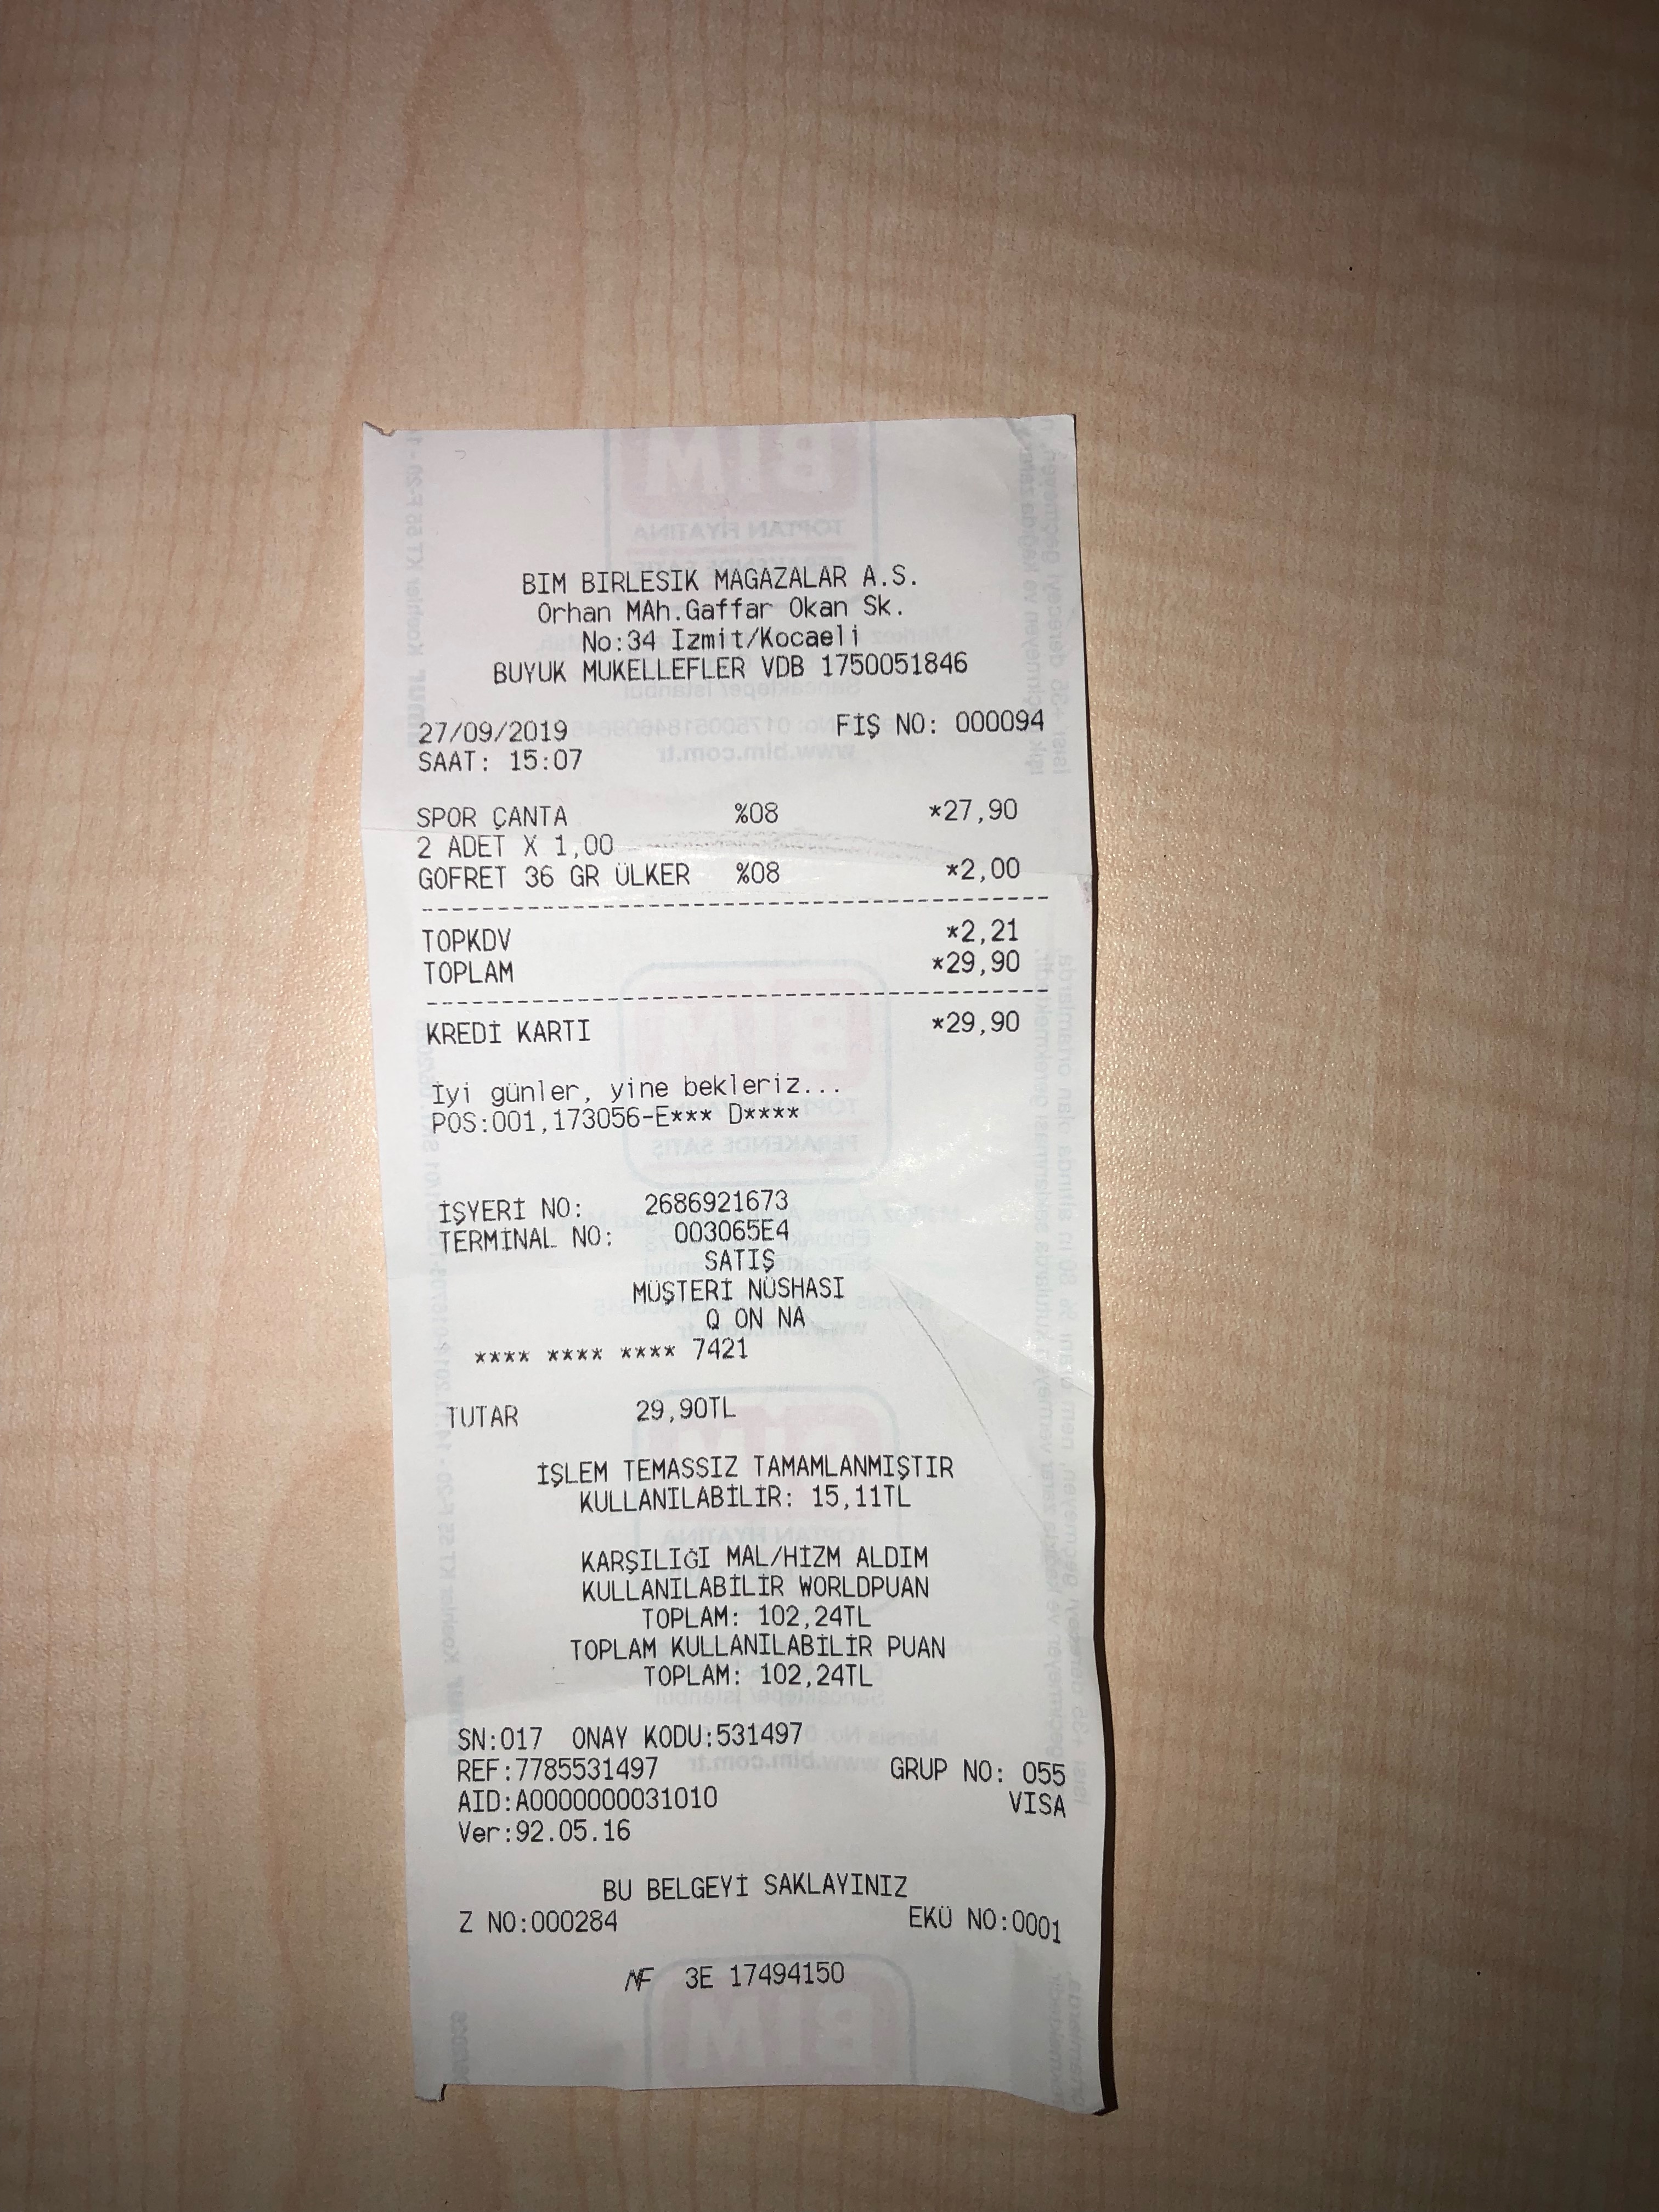 BIM BIRLESIK MAGAZALAR A.S.
Orhan MAh.Gaffar Okan Sk.
No:34 Izmit/Kocaeli
BUYUK MUKELLEFLER VDB 1750051846
27/09/2019 FİŞ NO: 000094
SAAT: 15:07
SPOR ÇANTA %08 *27,90
2 ADET X 1,00
GOFRET 36 GR ÜLKER %08 *2,00
TOPKDV *2,21
TOPLAM *29,90
KREDİ KARTI *29,90
İyi günler, yine bekleriz...
POS:001,173056-E*** D****
İŞYERİ NO: 2686921673
TERMİNAL NO: 003065E4
SATIŞ
MÜŞTERİ NÜSHASI
Q ON NA
**** **** **** 7421
TUTAR 29,90TL
İŞLEM TEMASSIZ TAMAMLANMIŞTIR
KULLANILABİLİR: 15,11TL
KARŞILIĞI MAL/HİZM ALDIM
KULLANILABİLİR WORLDPUAN
TOPLAM: 102,24TL
TOPLAM KULLANILABİLİR PUAN
TOPLAM: 102,24TL
SN:017 ONAY KODU:531497
REF:7785531497 GRUP NO: 055
AID:A0000000031010 VISA
Ver:92.05.16
BU BELGEYİ SAKLAYINIZ
Z NO:000284 EKÜ NO:0001
MF 3E 17494150